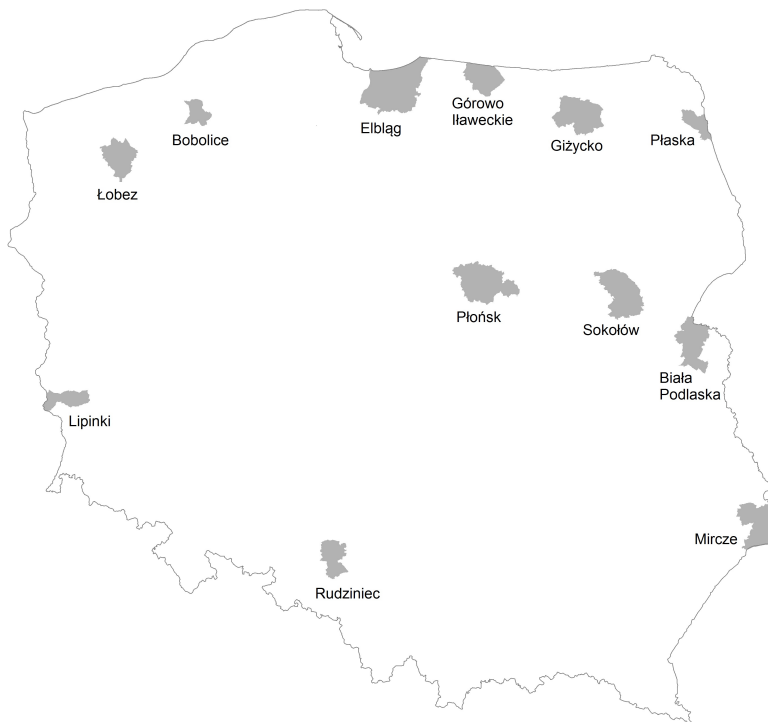 Elbląg
Górowo
Iławeckie
Bobolice
Giżycko
Płaska
Łobez
Płońsk
Sokołów
Biała
Podlaska
Lipinki
Mircze
Rudziniec